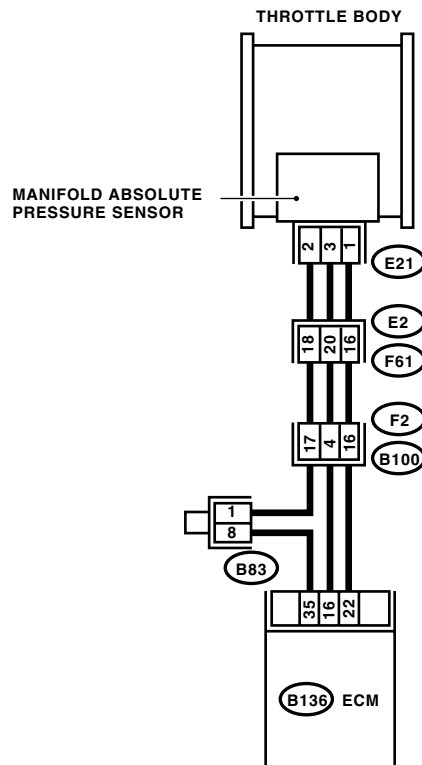 THROTTLE BODY
MANIFOLD ABSOLUTE
PRESSURE SENSOR
2 3 1
E21
E2
18 20 16
F61
F2
17 4 16
B100
1
8
B83
35 16 22
B136 ECM